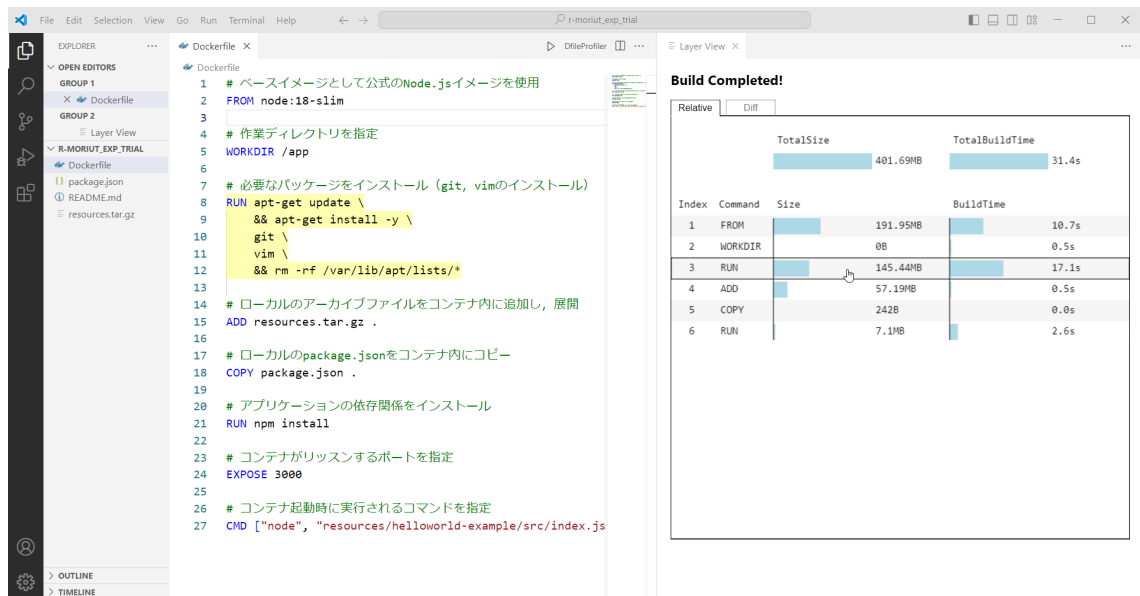 File Edit Selection View Go Run Terminal Help
r-moriut_exp_trial
EXPLORER
OPEN EDITORS
GROUP 1
Dockerfile
GROUP 2
Layer View
R-MORIUT_EXP_TRIAL
Dockerfile
package.json
README.md
resources.tar.gz
OUTLINE
TIMELINE
Dockerfile
DfileProfiler
Dockerfile
1 # ベースイメージとして公式のNode.jsイメージを使用
2 FROM node:18-slim
3
4 # 作業ディレクトリを指定
5 WORKDIR /app
6
7 # 必要なパッケージをインストール（git, vimのインストール）
8 RUN apt-get update \
9 && apt-get install -y \
10 git \
11 vim \
12 && rm -rf /var/lib/apt/lists/*
13
14 # ローカルのアーカイブファイルをコンテナ内に追加し，展開
15 ADD resources.tar.gz .
16
17 # ローカルのpackage.jsonをコンテナ内にコピー
18 COPY package.json .
19
20 # アプリケーションの依存関係をインストール
21 RUN npm install
22
23 # コンテナがリッスンするポートを指定
24 EXPOSE 3000
25
26 # コンテナ起動時に実行されるコマンドを指定
27 CMD ["node", "resources/helloworld-example/src/index.js
Layer View
Build Completed!
Relative Diff
TotalSize TotalBuildTime
401.69MB 31.4s
Index Command Size BuildTime
1 FROM 191.95MB 10.7s
2 WORKDIR 0B 0.5s
3 RUN 145.44MB 17.1s
4 ADD 57.19MB 0.5s
5 COPY 242B 0.0s
6 RUN 7.1MB 2.6s